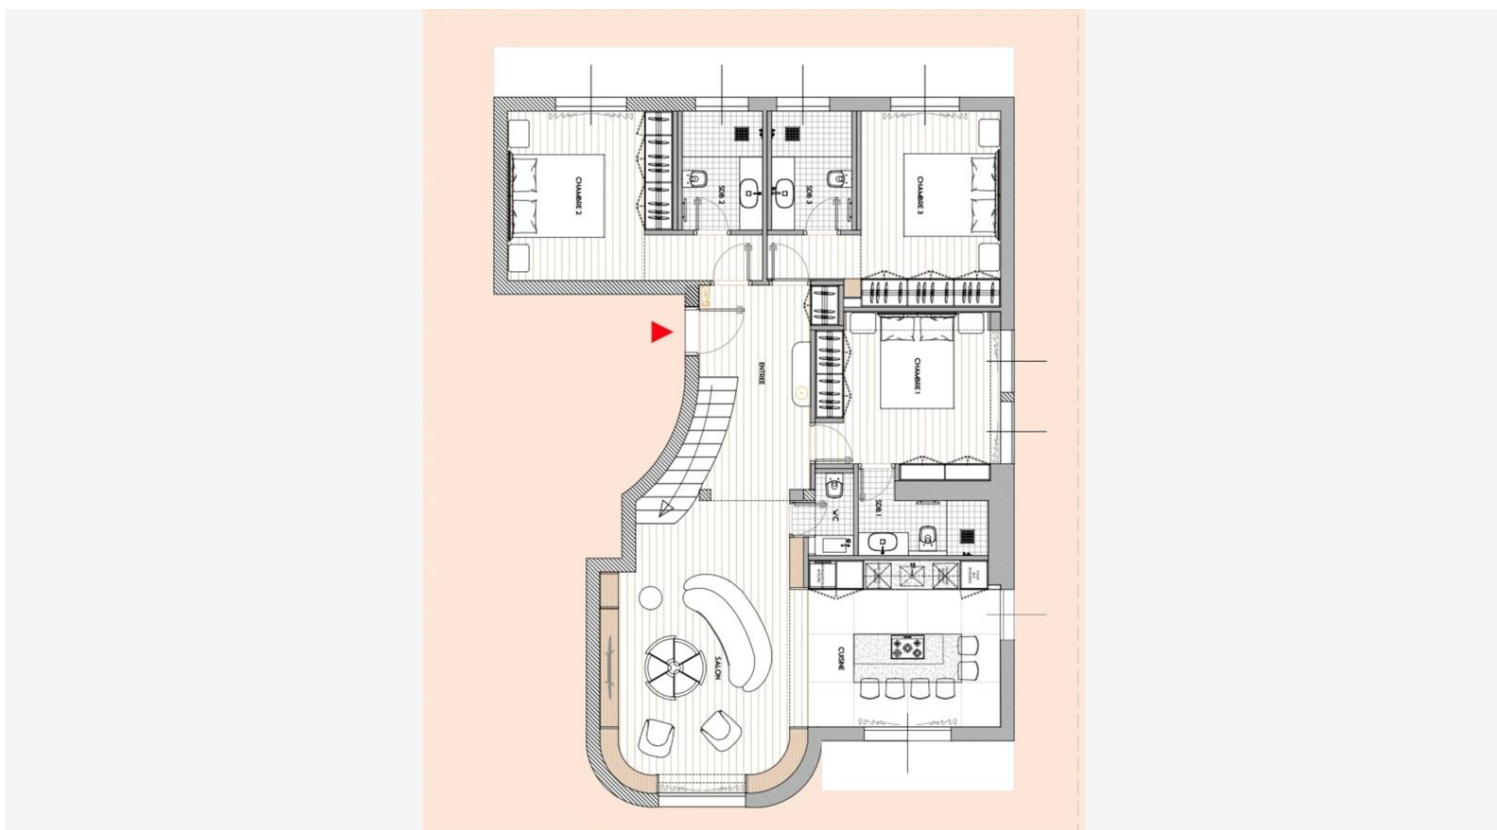 CHAMBRE 2
SDB 2
SDB 3
CHAMBRE 3
ENTREE
CHAMBRE 1
WC
SDB 1
SALON
CUISINE